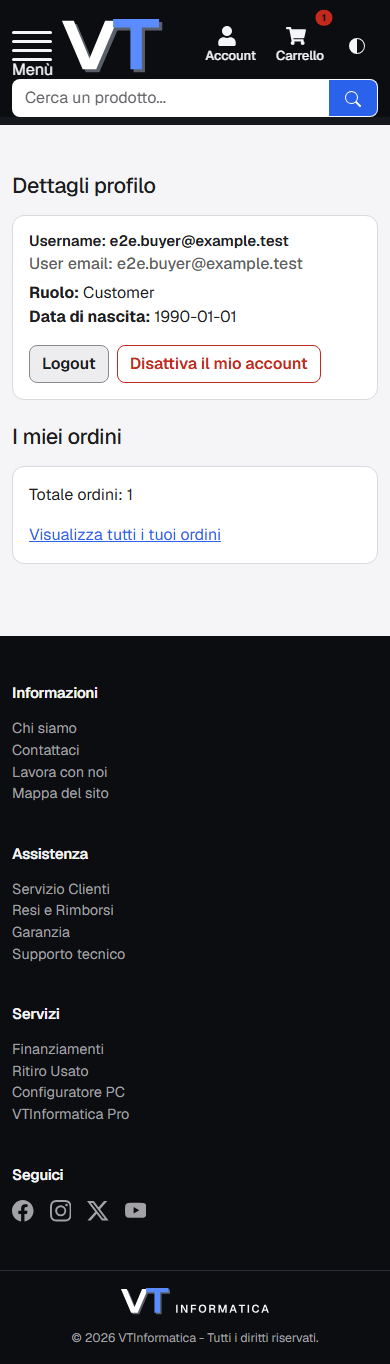 Menù
VT
Account
Carrello
1
Cerca un prodotto...
Dettagli profilo
Username: e2e.buyer@example.test
User email: e2e.buyer@example.test
Ruolo: Customer
Data di nascita: 1990-01-01
Logout
Disattiva il mio account
I miei ordini
Totale ordini: 1
Visualizza tutti i tuoi ordini
Informazioni
Chi siamo
Contattaci
Lavora con noi
Mappa del sito
Assistenza
Servizio Clienti
Resi e Rimborsi
Garanzia
Supporto tecnico
Servizi
Finanziamenti
Ritiro Usato
Configuratore PC
VTInformatica Pro
Seguici
VT INFORMATICA
© 2026 VTInformatica - Tutti i diritti riservati.